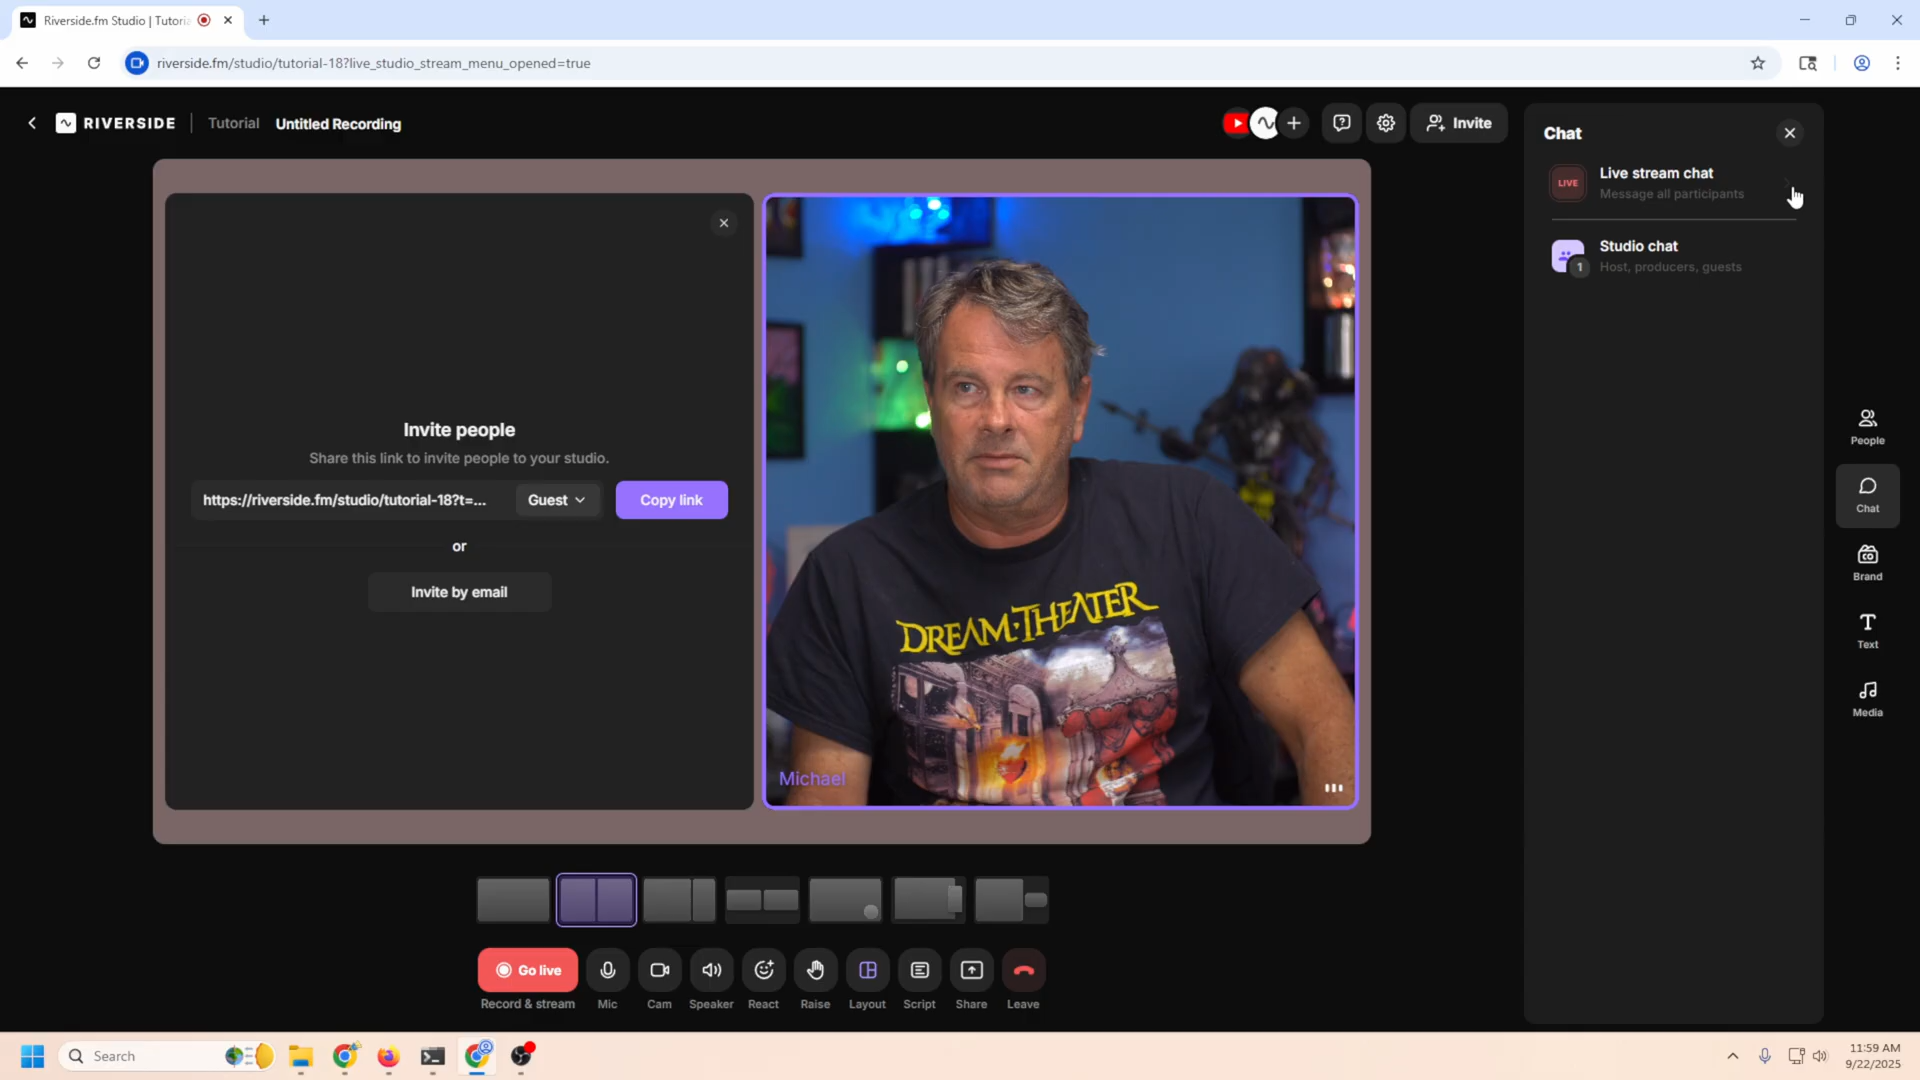 Riverside.fm Studio | Tutoria
riverside.fm/studio/tutorial-18?live_studio_stream_menu_opened=true
RIVERSIDE
Tutorial
Untitled Recording
Invite
Chat
LIVE
Live stream chat
Message all participants
1
Studio chat
Host, producers, guests
Invite people
Share this link to invite people to your studio.
https://riverside.fm/studio/tutorial-18?t=...
Guest
Copy link
or
Invite by email
DREAM THEATER
Michael
People
Chat
Brand
Text
Media
Go live
Record & stream
Mic
Cam
Speaker
React
Raise
Layout
Script
Share
Leave
Search
11:59 AM
9/22/2025